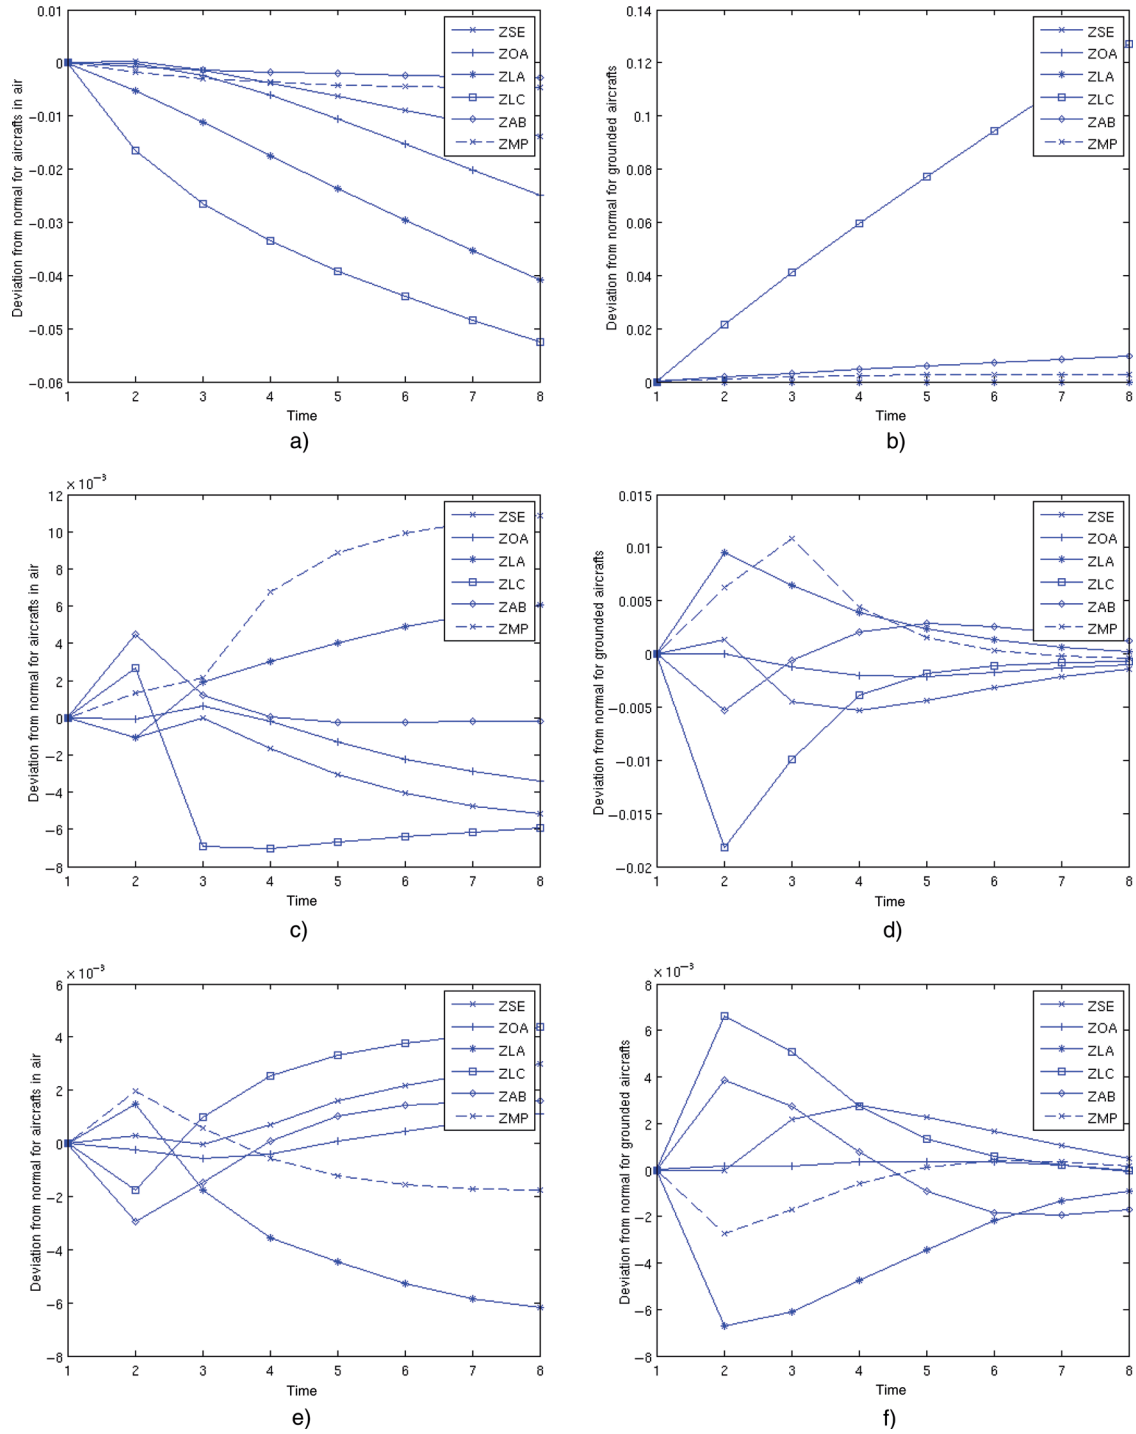 0.01
0
−0.01
−0.02
−0.03
−0.04
−0.05
−0.06
1 2 3 4 5 6 7 8
Deviation from normal for aircrafts in air
Time
ZSE
ZOA
ZLA
ZLC
ZAB
ZMP
a)
0.14
0.12
0.1
0.08
0.06
0.04
0.02
0
1 2 3 4 5 6 7 8
Deviation from normal for grounded aircrafts
Time
ZSE
ZOA
ZLA
ZLC
ZAB
ZMP
b)
× 10⁻³
12
10
8
6
4
2
0
−2
−4
−6
−8
1 2 3 4 5 6 7 8
Deviation from normal for aircrafts in air
Time
ZSE
ZOA
ZLA
ZLC
ZAB
ZMP
c)
0.015
0.01
0.005
0
−0.005
−0.01
−0.015
−0.02
1 2 3 4 5 6 7 8
Deviation from normal for grounded aircrafts
Time
ZSE
ZOA
ZLA
ZLC
ZAB
ZMP
d)
× 10⁻³
6
4
2
0
−2
−4
−6
−8
1 2 3 4 5 6 7 8
Deviation from normal for aircrafts in air
Time
ZSE
ZOA
ZLA
ZLC
ZAB
ZMP
e)
× 10⁻³
8
6
4
2
0
−2
−4
−6
−8
1 2 3 4 5 6 7 8
Deviation from normal for grounded aircrafts
Time
ZSE
ZOA
ZLA
ZLC
ZAB
ZMP
f)